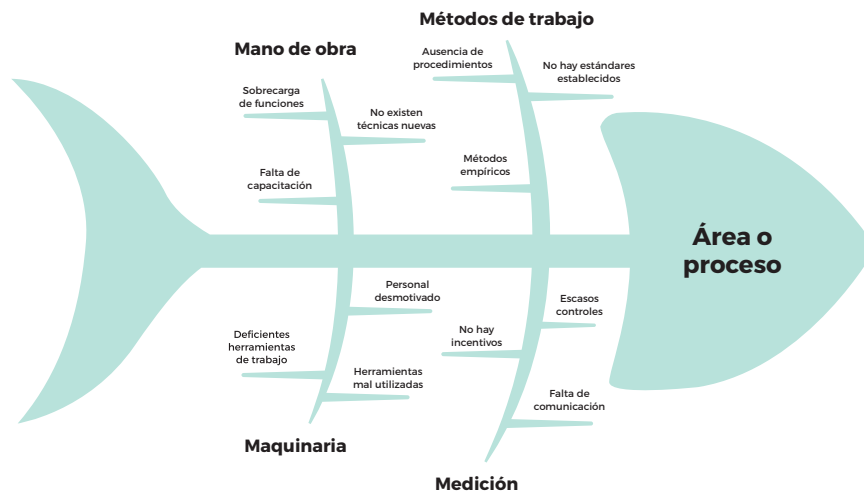 Métodos de trabajo
Mano de obra
Ausencia de
procedimientos
No hay estándares
establecidos
Sobrecarga
de funciones
No existen
técnicas nuevas
Métodos
empíricos
Falta de
capacitación
Área o
proceso
Personal
desmotivado
Escasos
controles
Deficientes
herramientas
de trabajo
No hay
incentivos
Herramientas
mal utilizadas
Falta de
comunicación
Maquinaria
Medición